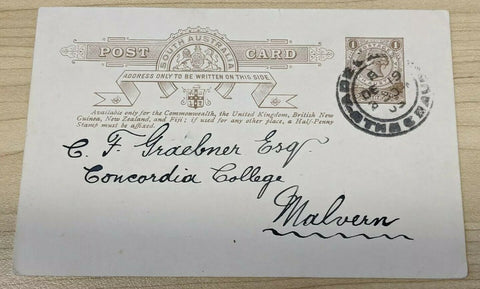 POST CARD
SOUTH AUSTRALIA
ADDRESS ONLY TO BE WRITTEN ON THIS SIDE.
Available only for the Commonwealth, the United Kingdom, British New
Guinea, New Zealand, and Fiji; if used for any other place, a Half-Penny
Stamp must be affixed.
C. F. Graebner Esq
Concordia College
Malvern